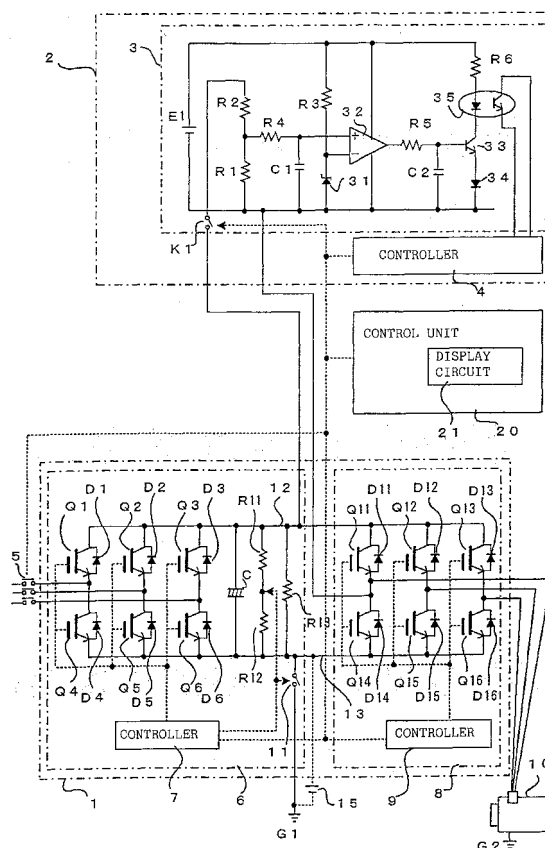 2
3
R6
35
E1
R2
R3
32
R4
R5
R1
C1
C2
33
31
34
K1
CONTROLLER
4
CONTROL UNIT
DISPLAY
CIRCUIT
21
20
D1
D2
D3
D11
D12
D13
Q1
Q2
Q3
R11
12
Q11
Q12
Q13
5
C
R13
R12
Q4
Q5
Q6
Q14
Q15
Q16
D4
D5
D6
11
13
D14
D15
D16
CONTROLLER
CONTROLLER
10
1
7
6
15
9
8
G1
G2